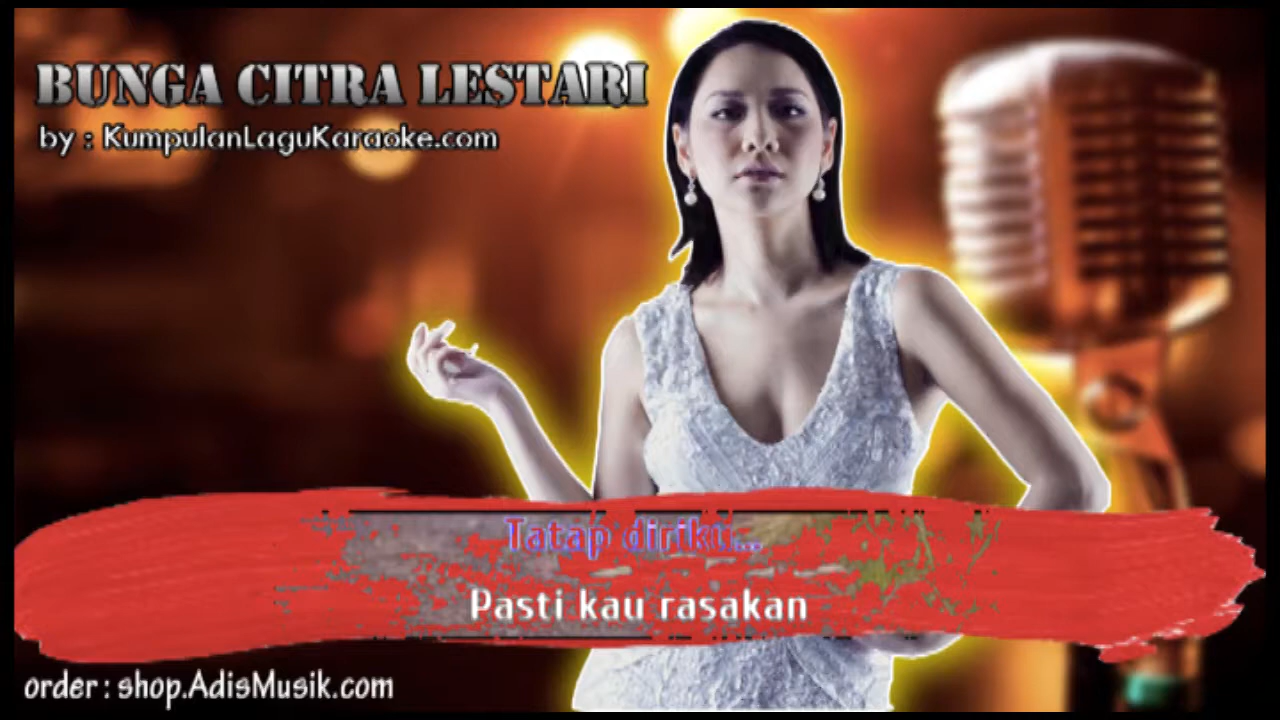 BUNGA CITRA LESTARI
by : KumpulanLaguKaraoke.com
Tatap diriku...
Pasti kau rasakan
order : shop.AdisMusik.com